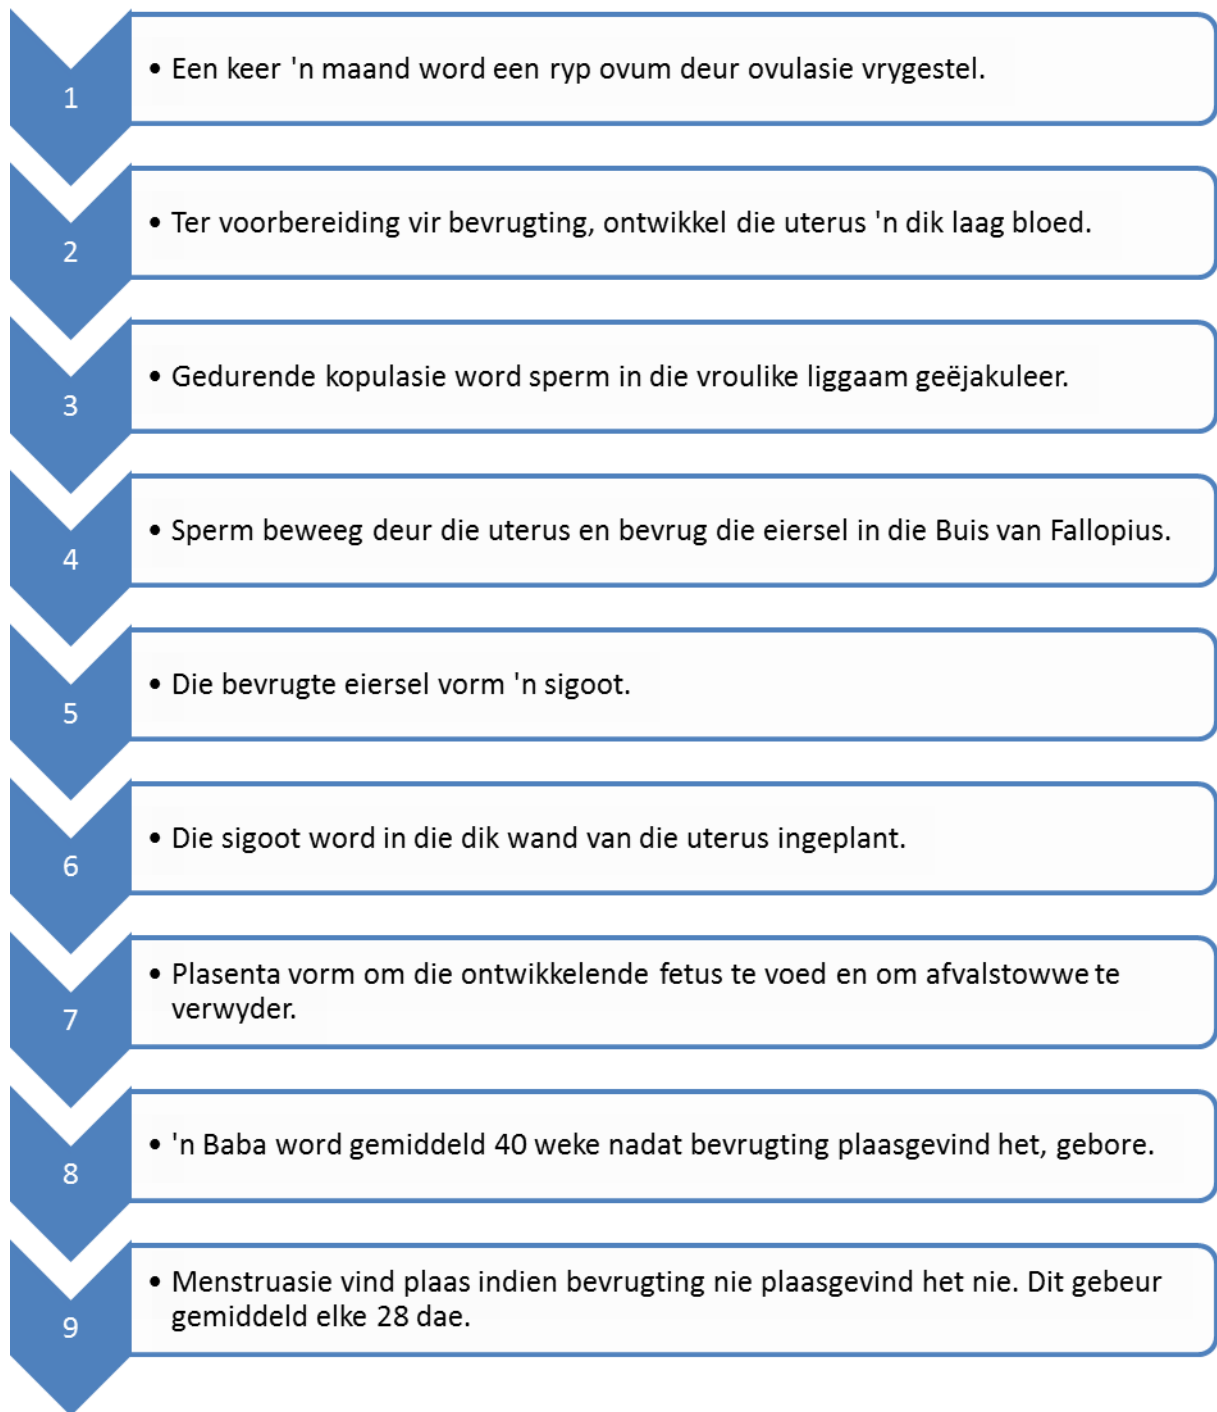 1
• Een keer 'n maand word een ryp ovum deur ovulasie vrygestel.
2
• Ter voorbereiding vir bevrugting, ontwikkel die uterus 'n dik laag bloed.
3
• Gedurende kopulasie word sperm in die vroulike liggaam geëjakuleer.
4
• Sperm beweeg deur die uterus en bevrug die eiersel in die Buis van Fallopius.
5
• Die bevrugte eiersel vorm 'n sigoot.
6
• Die sigoot word in die dik wand van die uterus ingeplant.
7
• Plasenta vorm om die ontwikkelende fetus te voed en om afvalstowwe te
verwyder.
8
• 'n Baba word gemiddeld 40 weke nadat bevrugting plaasgevind het, gebore.
9
• Menstruasie vind plaas indien bevrugting nie plaasgevind het nie. Dit gebeur
gemiddeld elke 28 dae.